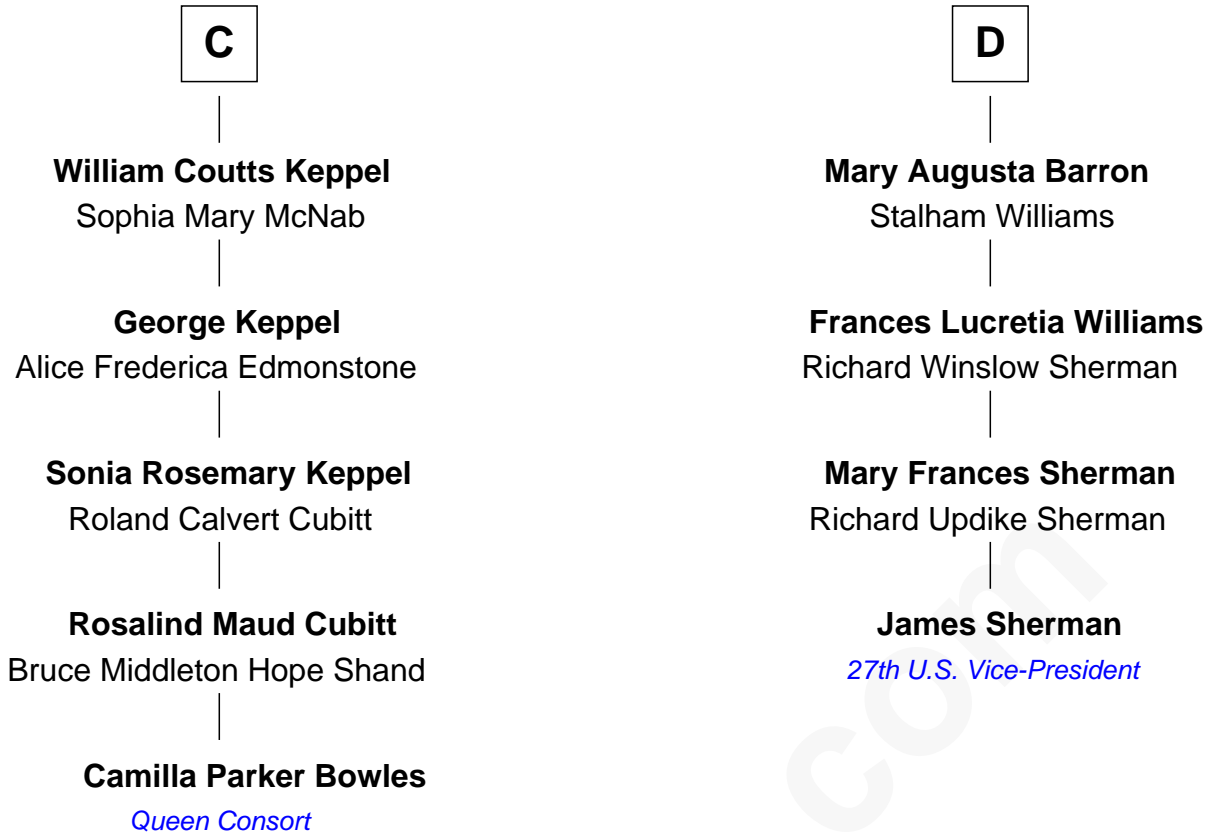 C
William Coutts Keppel
Sophia Mary McNab
George Keppel
Alice Frederica Edmonstone
Sonia Rosemary Keppel
Roland Calvert Cubitt
Rosalind Maud Cubitt
Bruce Middleton Hope Shand
Camilla Parker Bowles
Queen Consort
D
Mary Augusta Barron
Stalham Williams
Frances Lucretia Williams
Richard Winslow Sherman
Mary Frances Sherman
Richard Updike Sherman
James Sherman
27th U.S. Vice-President
com